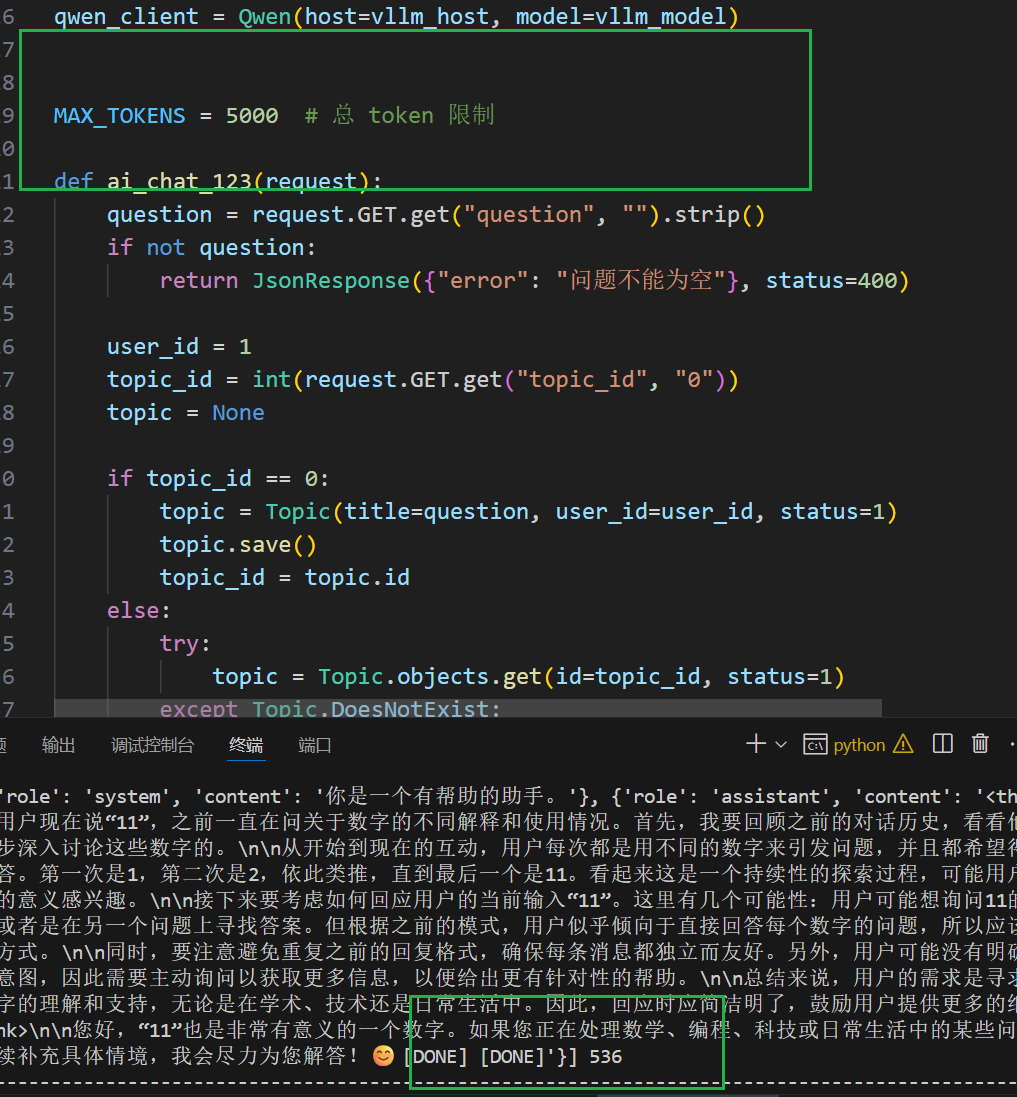 6 qwen_client = Qwen(host=vllm_host, model=vllm_model)
7
8
9 MAX_TOKENS = 5000  # 总 token 限制
0
1 def ai_chat_123(request):
2     question = request.GET.get("question", "").strip()
3     if not question:
4         return JsonResponse({"error": "问题不能为空"}, status=400)
5
6     user_id = 1
7     topic_id = int(request.GET.get("topic_id", "0"))
8     topic = None
9
0     if topic_id == 0:
1         topic = Topic(title=question, user_id=user_id, status=1)
2         topic.save()
3         topic_id = topic.id
4     else:
5         try:
6             topic = Topic.objects.get(id=topic_id, status=1)
7         except Topic.DoesNotExist:
题 输出 调试控制台 终端 端口 python
'role': 'system', 'content': '你是一个有帮助的助手。'}, {'role': 'assistant', 'content': '<th
用户现在说“11”，之前一直在问关于数字的不同解释和使用情况。首先，我要回顾之前的对话历史，看看他
步深入讨论这些数字的。\n\n从开始到现在的互动，用户每次都是用不同的数字来引发问题，并且都希望得
答。第一次是1，第二次是2，依此类推，直到最后一个是11。看起来这是一个持续性的探索过程，可能用户
的意义感兴趣。\n\n接下来要考虑如何回应用户的当前输入“11”。这里有几个可能性：用户可能想询问11的
或者是在另一个问题上寻找答案。但根据之前的模式，用户似乎倾向于直接回答每个数字的问题，所以应该
方式。\n\n同时，要注意避免重复之前的回复格式，确保每条消息都独立而友好。另外，用户可能没有明确
意图，因此需要主动询问以获取更多信息，以便给出更有针对性的帮助。\n\n总结来说，用户的需求是寻求
字的理解和支持，无论是在学术、技术还是日常生活中。因此，回应时应简洁明了，鼓励用户提供更多的细
nk>\n\n您好，“11”也是非常有意义的一个数字。如果您正在处理数学、编程、科技或日常生活中的某些问
续补充具体情境，我会尽力为您解答！😊 [DONE] [DONE]'}] 536